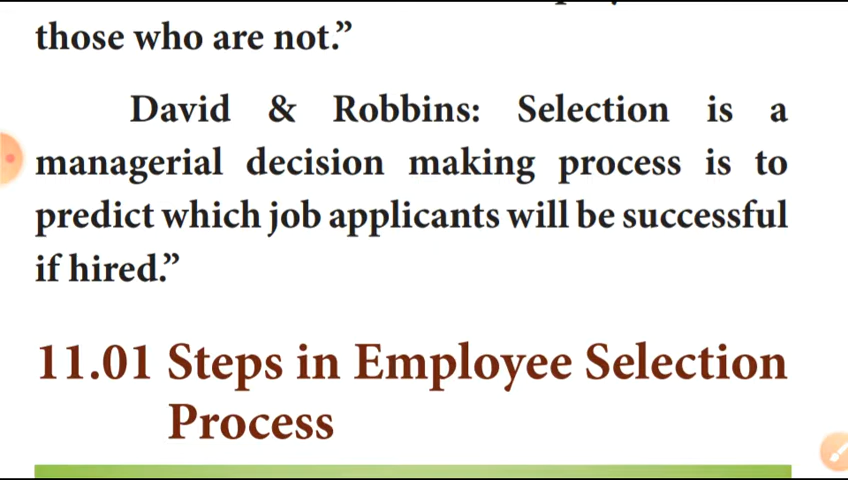 those who are not.”
David & Robbins: Selection is a
managerial decision making process is to
predict which job applicants will be successful
if hired.”
11.01 Steps in Employee Selection
Process